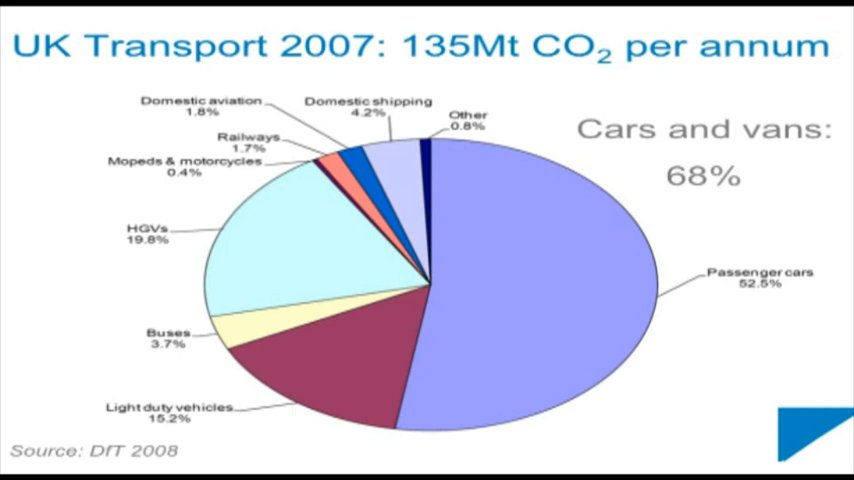 UK Transport 2007: 135Mt CO₂ per annum
Domestic aviation
1.8%
Domestic shipping
4.2%
Other
0.8%
Cars and vans:
68%
Railways
1.7%
Mopeds & motorcycles
0.4%
HGVs
19.8%
Passenger cars
52.5%
Buses
3.7%
Light duty vehicles
15.2%
Source: DfT 2008